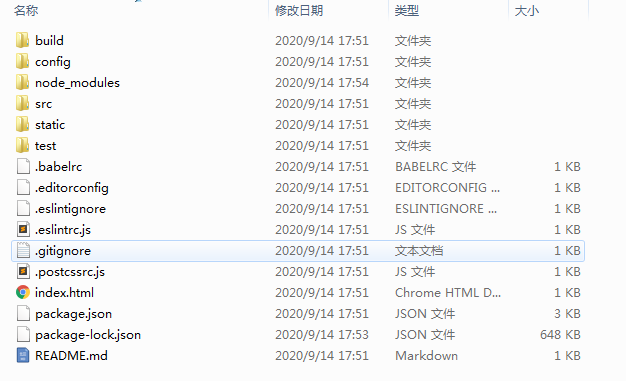 名称 修改日期 类型 大小
build 2020/9/14 17:51 文件夹
config 2020/9/14 17:51 文件夹
node_modules 2020/9/14 17:54 文件夹
src 2020/9/14 17:51 文件夹
static 2020/9/14 17:51 文件夹
test 2020/9/14 17:51 文件夹
.babelrc 2020/9/14 17:51 BABELRC 文件 1 KB
.editorconfig 2020/9/14 17:51 EDITORCONFIG ... 1 KB
.eslintignore 2020/9/14 17:51 ESLINTIGNORE ... 1 KB
.eslintrc.js 2020/9/14 17:51 JS 文件 1 KB
.gitignore 2020/9/14 17:51 文本文档 1 KB
.postcssrc.js 2020/9/14 17:51 JS 文件 1 KB
index.html 2020/9/14 17:51 Chrome HTML D... 1 KB
package.json 2020/9/14 17:51 JSON 文件 3 KB
package-lock.json 2020/9/14 17:53 JSON 文件 648 KB
README.md 2020/9/14 17:51 Markdown 1 KB